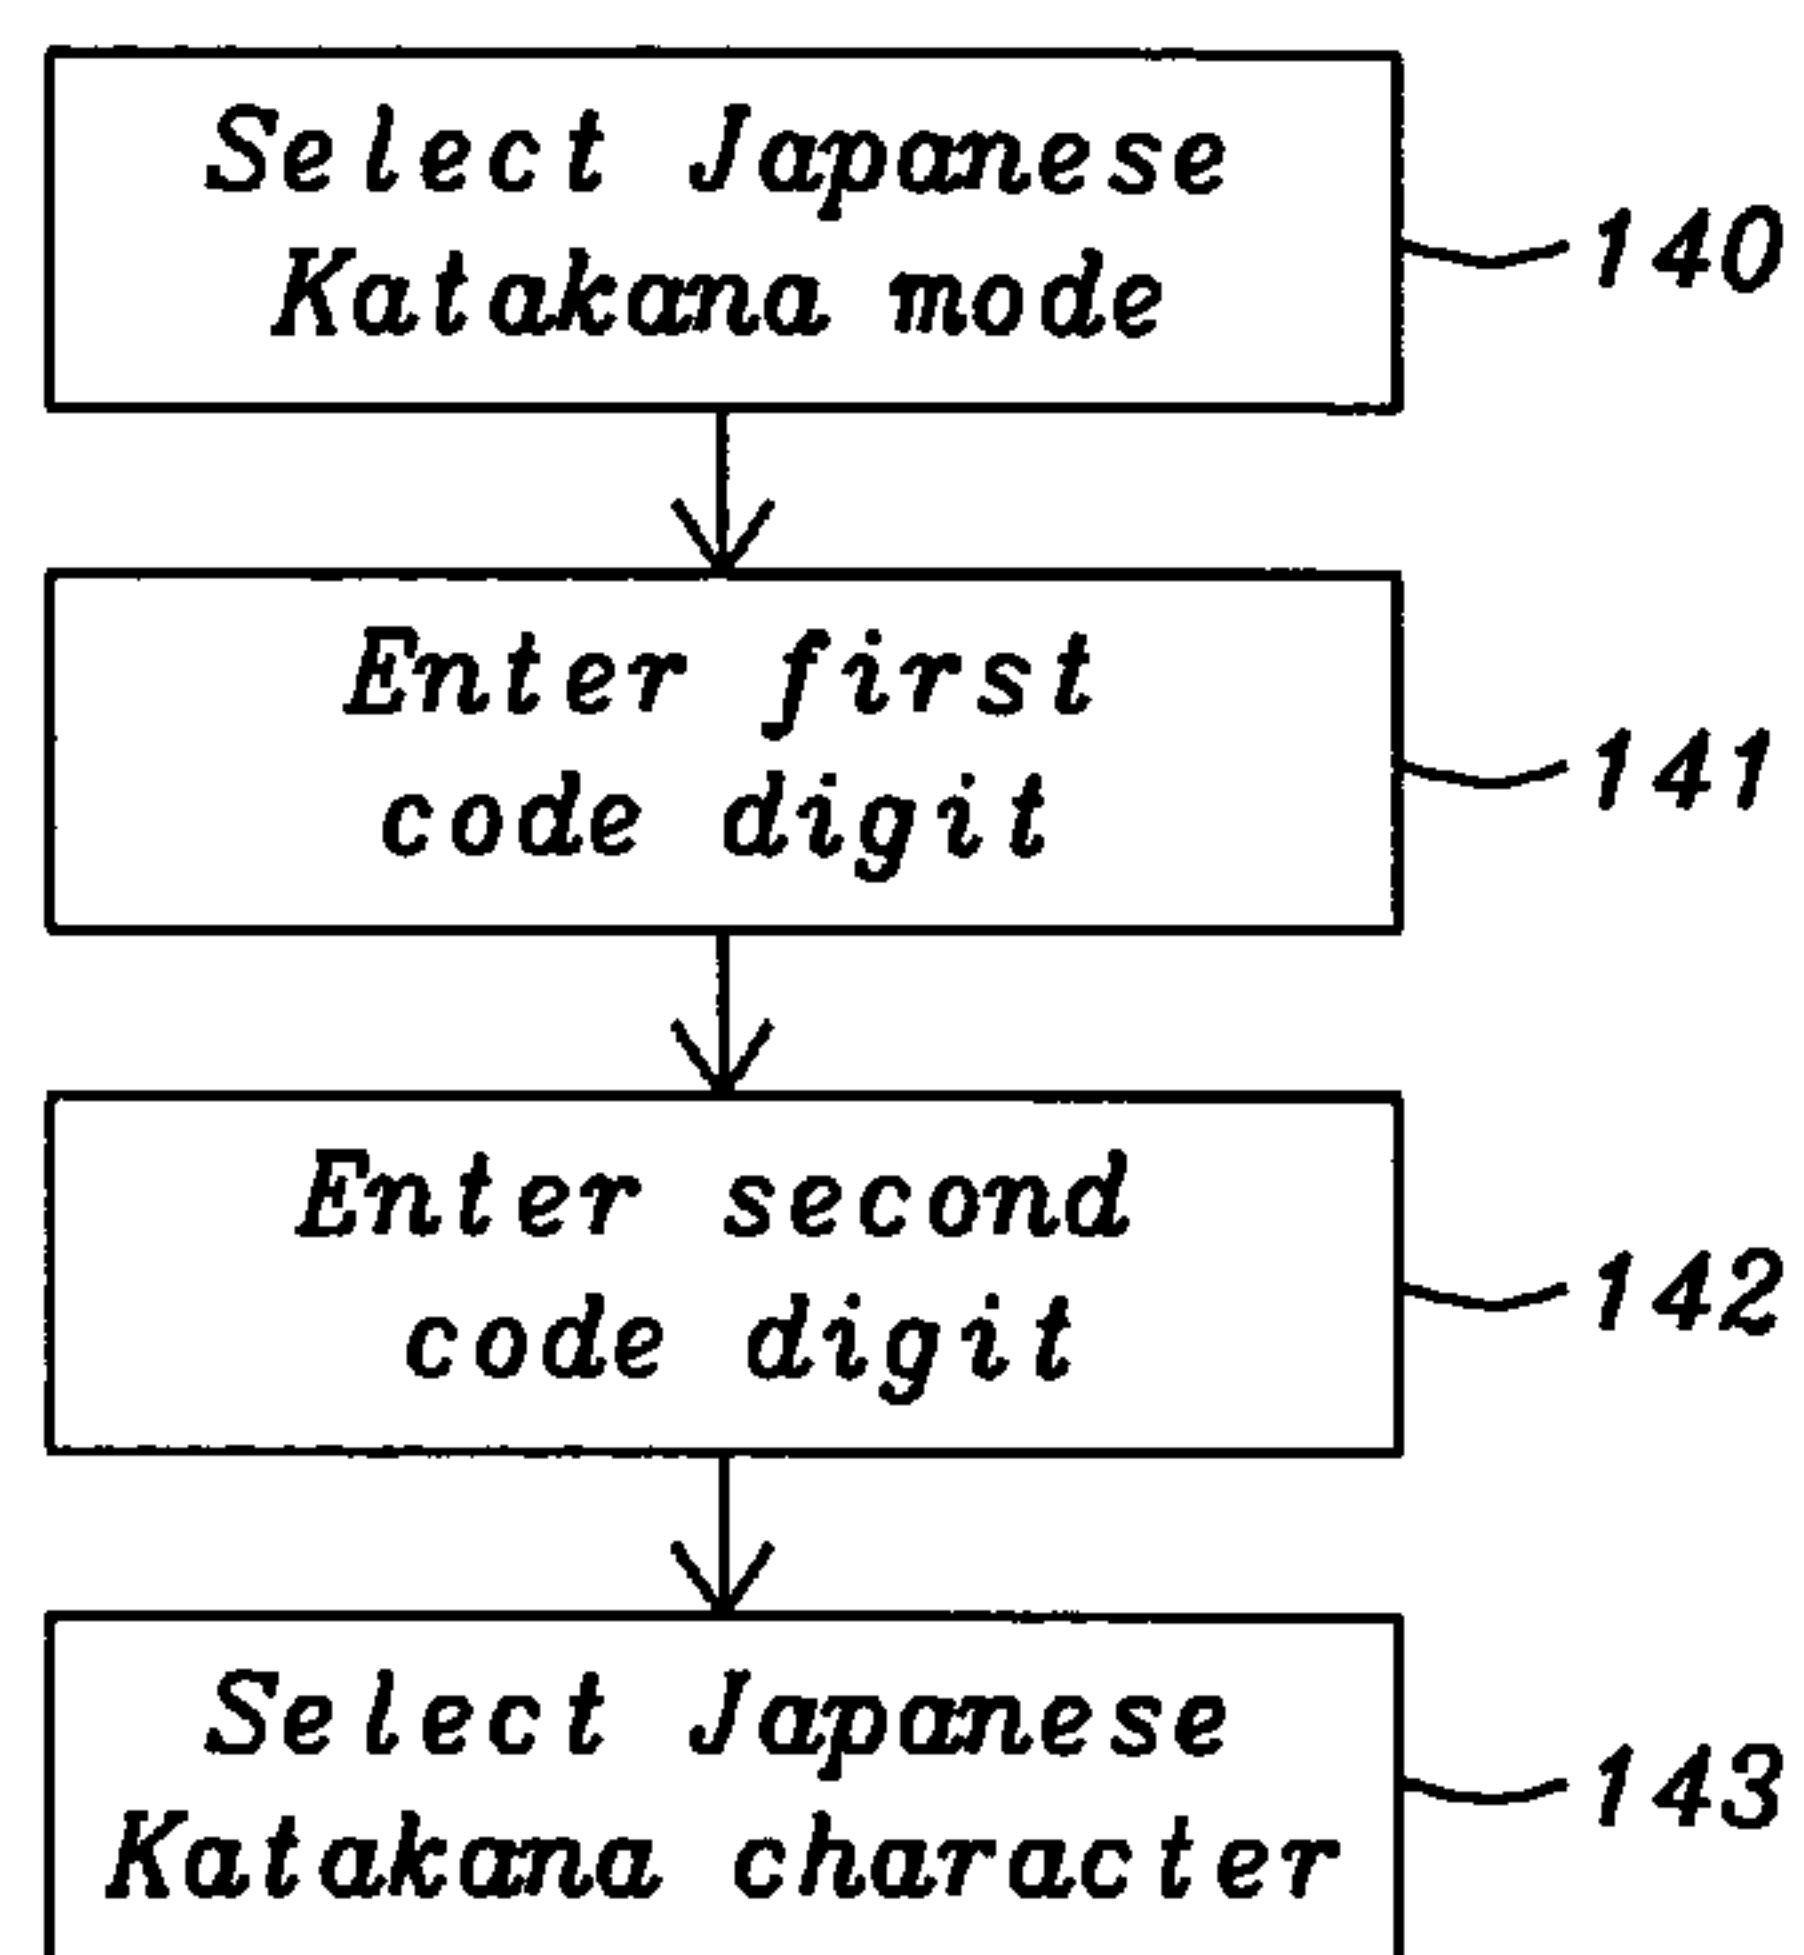 Select Japanese
Katakana mode
140
Enter first
code digit
141
Enter second
code digit
142
Select Japanese
Katakana character
143